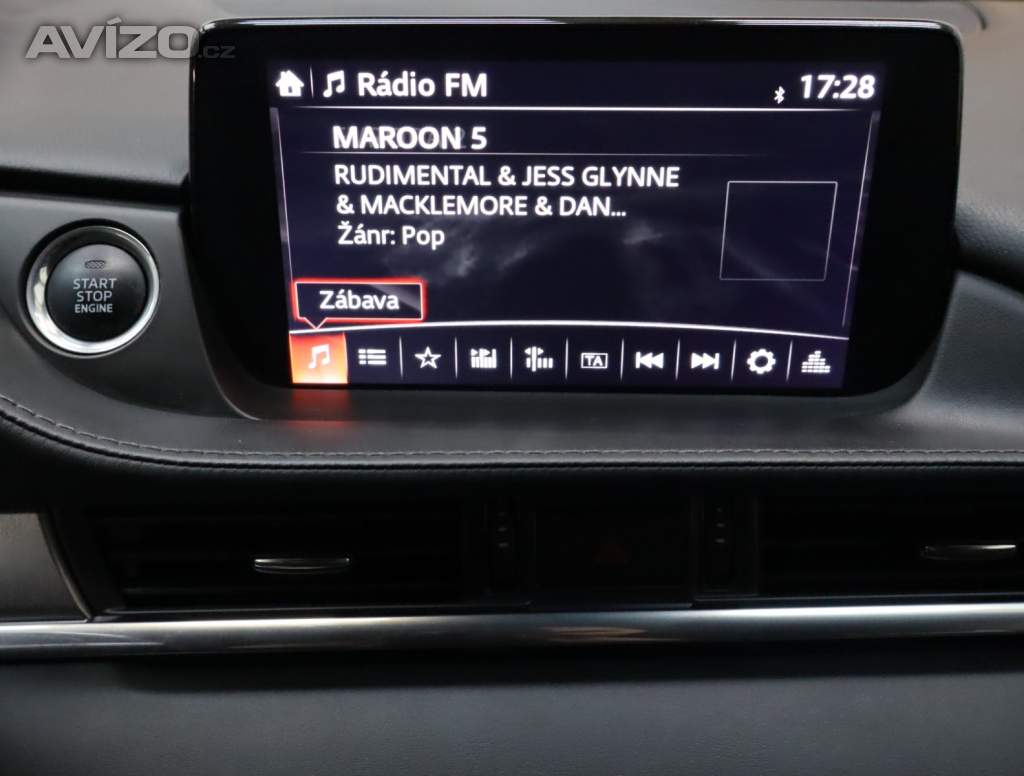 AVÍZO.cz
Rádio FM
17:28
MAROON 5
RUDIMENTAL & JESS GLYNNE
& MACKLEMORE & DAN...
Žánr: Pop
START
STOP
ENGINE
Zábava
TA